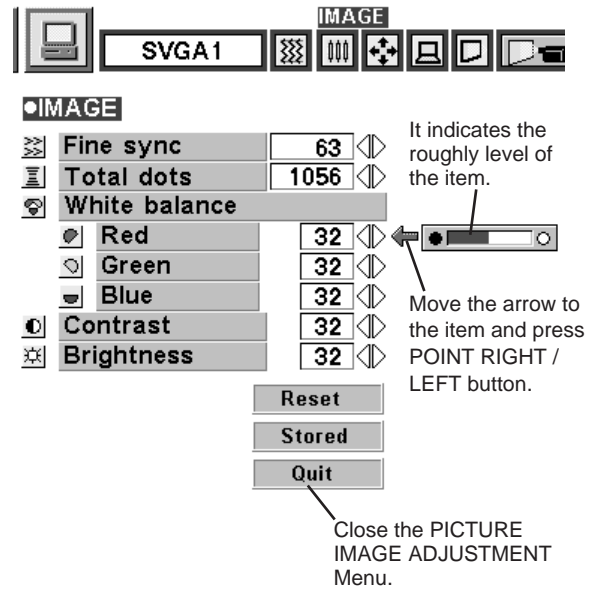 IMAGE
SVGA1
●IMAGE
Fine sync 63
Total dots 1056
White balance
Red 32
Green 32
Blue 32
Contrast 32
Brightness 32
Reset
Stored
Quit
It indicates the
roughly level of
the item.
Move the arrow to
the item and press
POINT RIGHT /
LEFT button.
Close the PICTURE
IMAGE ADJUSTMENT
Menu.